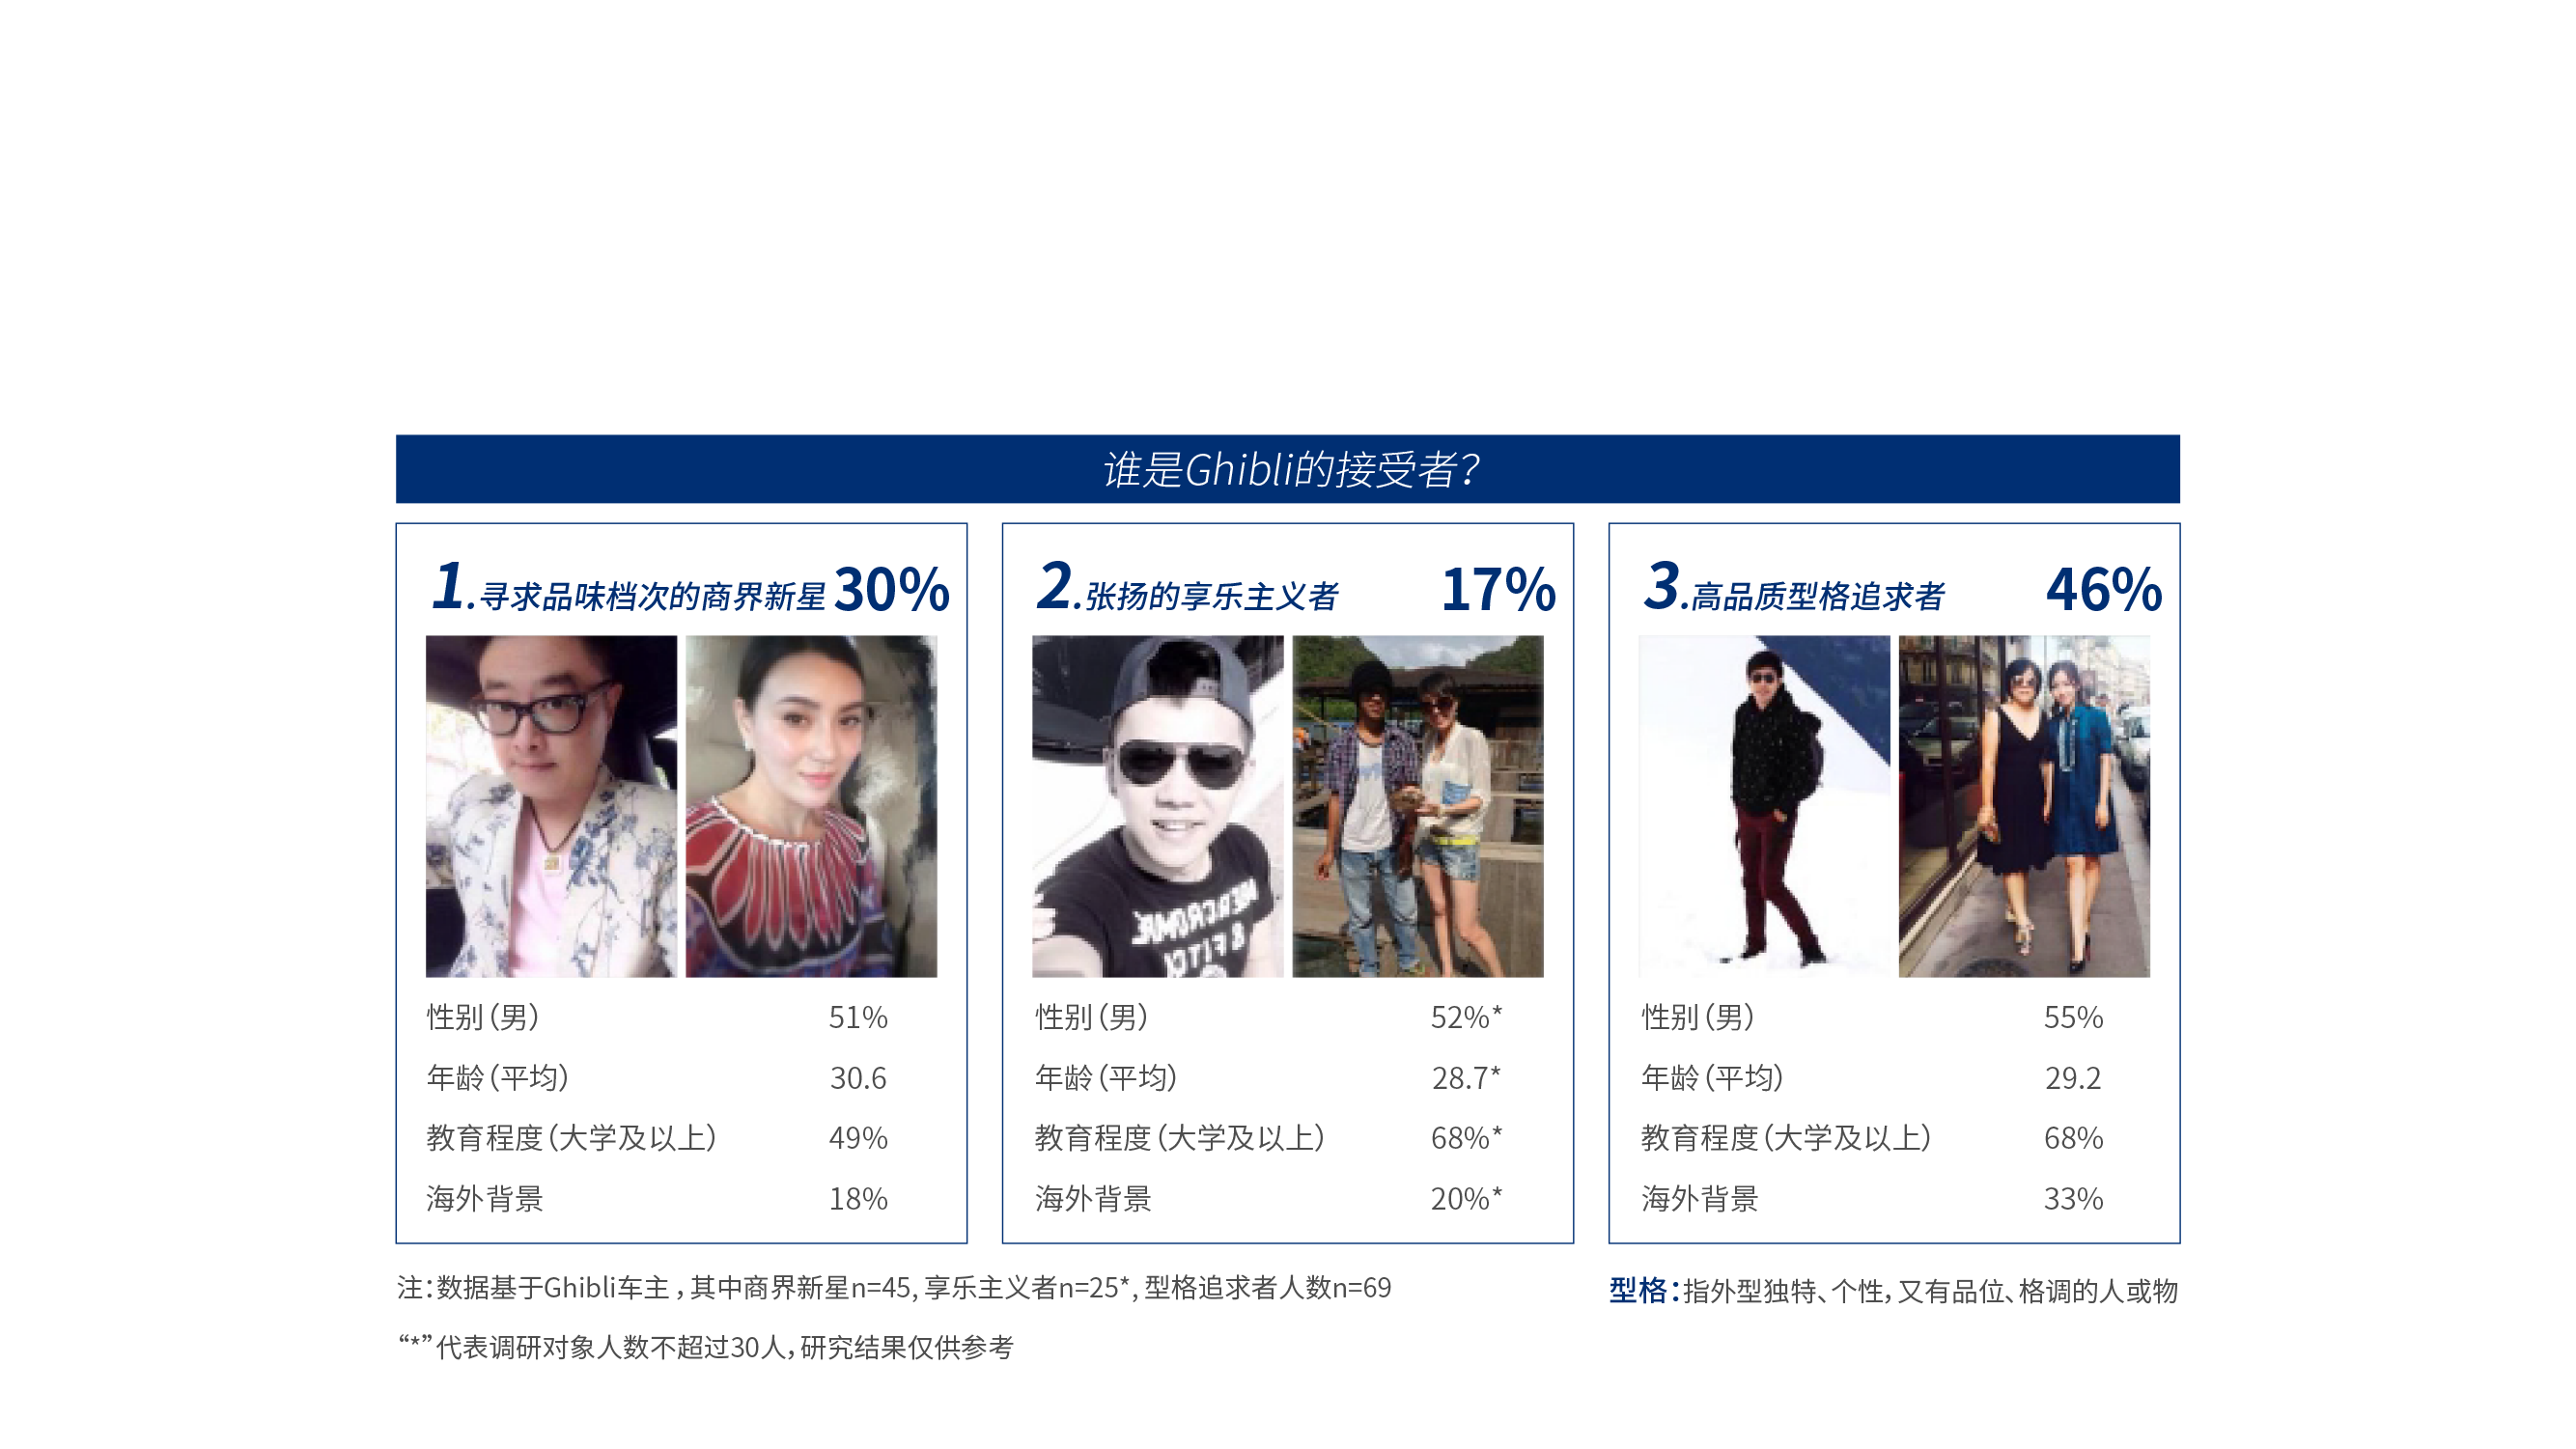 谁是Ghibli的接受者？
1.寻求品味档次的商界新星 30%
2.张扬的享乐主义者 17%
3.高品质型格追求者 46%
性别（男） 51%
年龄（平均） 30.6
教育程度（大学及以上） 49%
海外背景 18%
性别（男） 52%*
年龄（平均） 28.7*
教育程度（大学及以上） 68%*
海外背景 20%*
性别（男） 55%
年龄（平均） 29.2
教育程度（大学及以上） 68%
海外背景 33%
注：数据基于Ghibli车主，其中商界新星n=45, 享乐主义者n=25*, 型格追求者人数n=69
“*”代表调研对象人数不超过30人，研究结果仅供参考
型格：指外型独特、个性，又有品位、格调的人或物